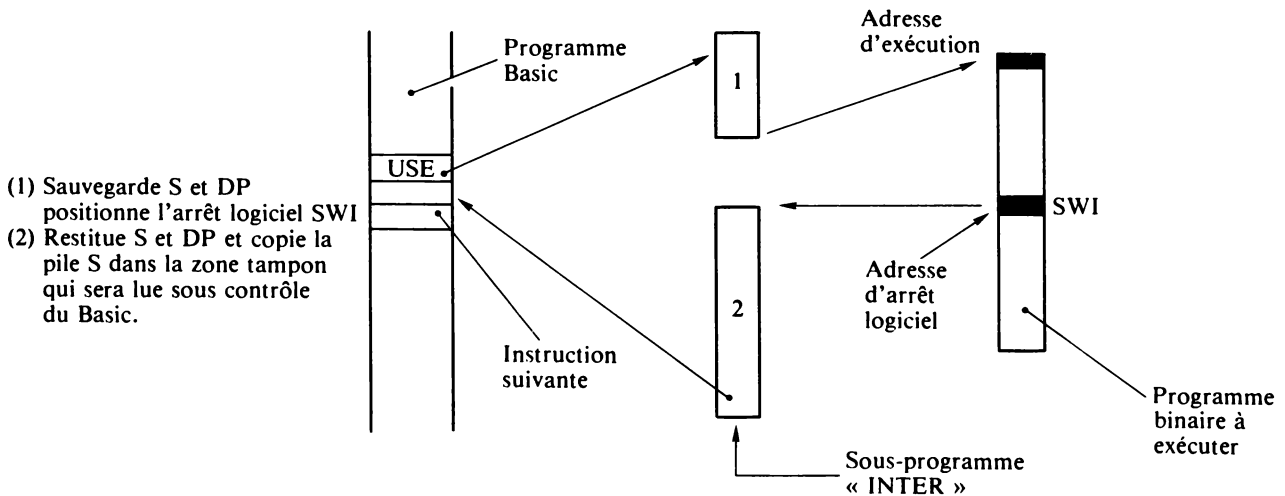 Programme
Basic
USE
(1) Sauvegarde S et DP
positionne l'arrêt logiciel SWI
(2) Restitue S et DP et copie la
pile S dans la zone tampon
qui sera lue sous contrôle
du Basic.
Instruction
suivante
1
2
Sous-programme
« INTER »
Adresse
d'exécution
SWI
Adresse
d'arrêt
logiciel
Programme
binaire à
exécuter